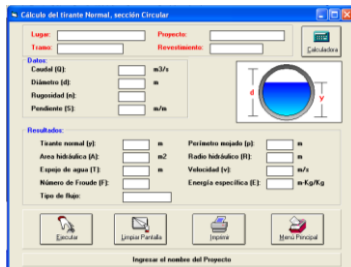 Cálculo del tirante Normal, sección Circular
Lugar: Proyecto:
Tramo: Revestimiento:
Calculadora
Datos:
Caudal (Q): m3/s
Diámetro (d): m
Rugosidad (n):
Pendiente (S): m/m
d
y
Resultados:
Tirante normal (y): m Perímetro mojado (p): m
Area hidráulica (A): m2 Radio hidráulico (R): m
Espejo de agua (T): m Velocidad (v): m/s
Número de Froude (F): Energía específica (E): m-Kg/Kg
Tipo de flujo:
Ejecutar Limpiar Pantalla Imprimir Menú Principal
Ingresar el nombre del Proyecto